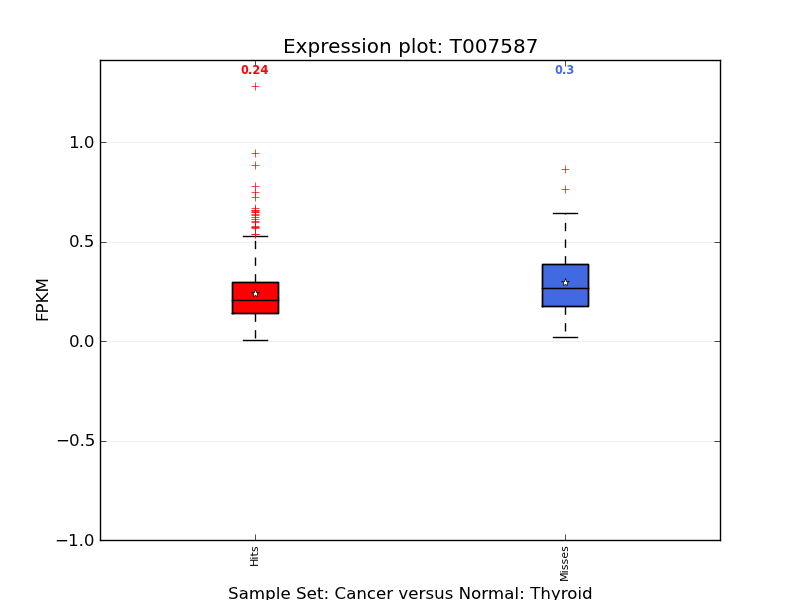 Expression plot: T007587
0.24
0.3
1.0
0.5
0.0
−0.5
−1.0
FPKM
Hits
Misses
Sample Set: Cancer versus Normal: Thyroid